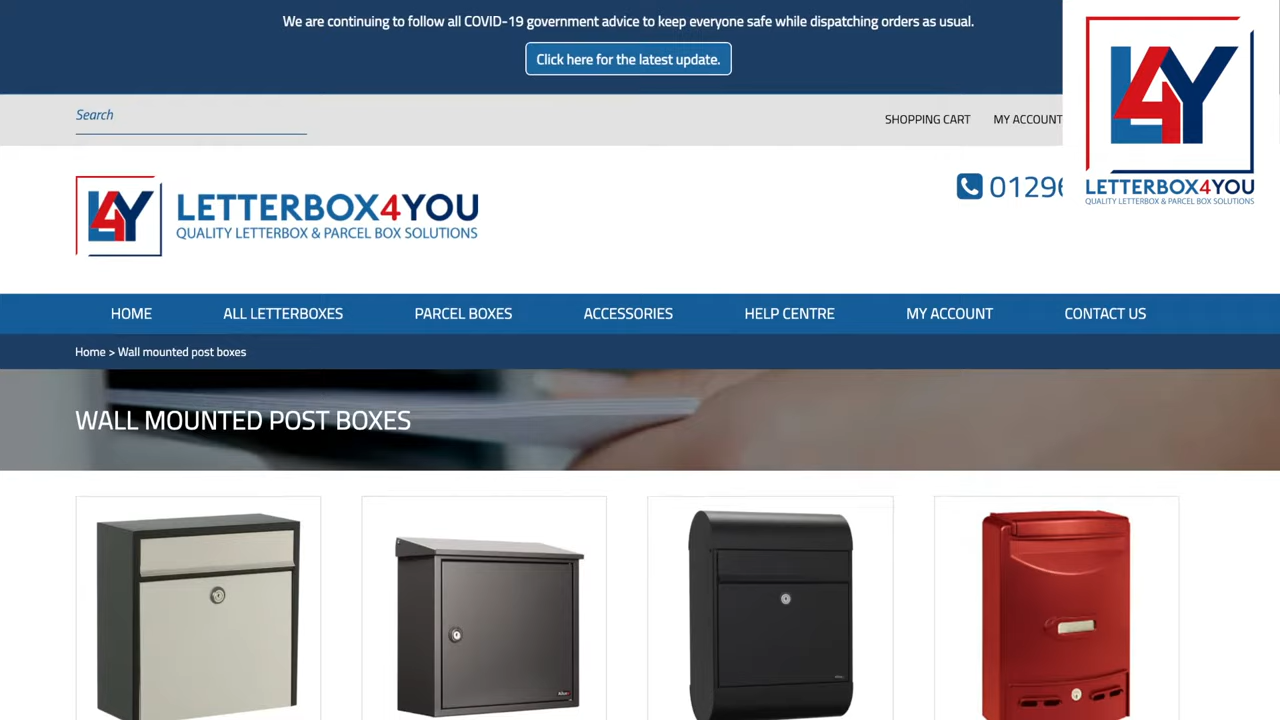 We are continuing to follow all COVID-19 government advice to keep everyone safe while dispatching orders as usual.
Click here for the latest update.
Search
SHOPPING CART
MY ACCOUNT
L4Y
LETTERBOX4YOU
QUALITY LETTERBOX & PARCEL BOX SOLUTIONS
L4Y
LETTERBOX4YOU
QUALITY LETTERBOX & PARCEL BOX SOLUTIONS
01296
HOME
ALL LETTERBOXES
PARCEL BOXES
ACCESSORIES
HELP CENTRE
MY ACCOUNT
CONTACT US
Home > Wall mounted post boxes
WALL MOUNTED POST BOXES